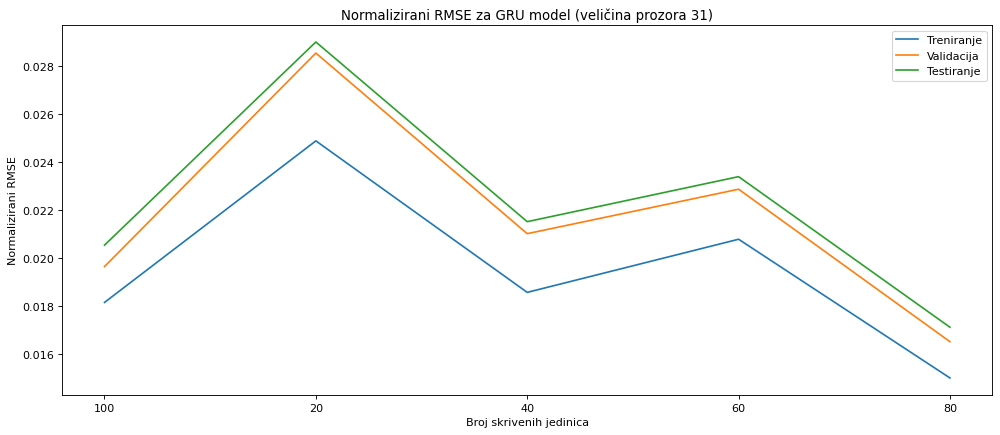 Normalizirani RMSE za GRU model (veličina prozora 31)
Treniranje
Validacija
Testiranje
Normalizirani RMSE
0.028
0.026
0.024
0.022
0.020
0.018
0.016
100 20 40 60 80
Broj skrivenih jedinica